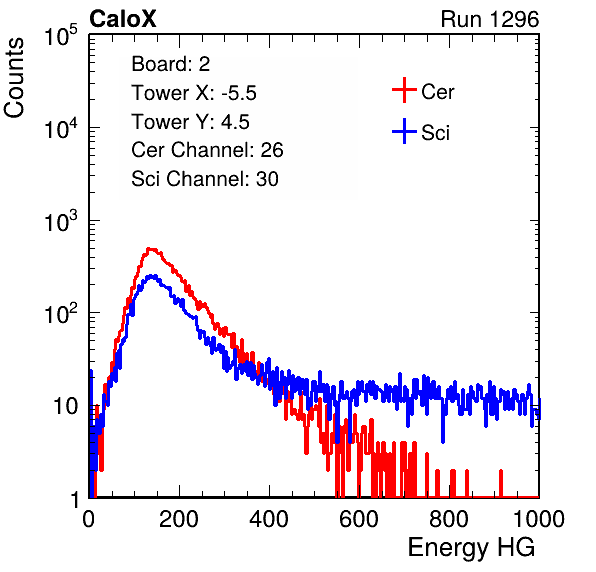 CaloX Run 1296
Counts
10^5
10^4
10^3
10^2
10
1
Board: 2
Tower X: -5.5
Tower Y: 4.5
Cer Channel: 26
Sci Channel: 30
Cer
Sci
0 200 400 600 800 1000
Energy HG